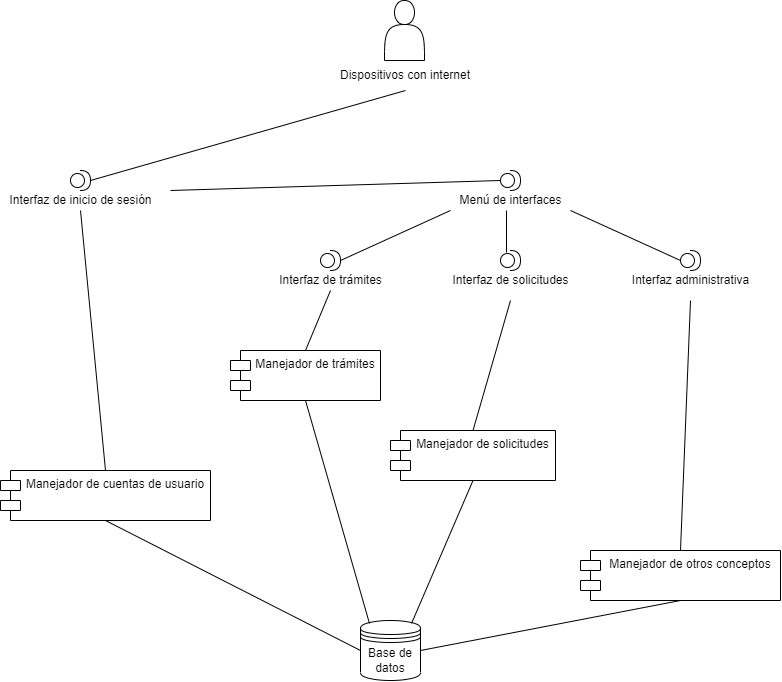 Dispositivos con internet
Interfaz de inicio de sesión
Menú de interfaces
Interfaz de trámites
Interfaz de solicitudes
Interfaz administrativa
Manejador de trámites
Manejador de solicitudes
Manejador de cuentas de usuario
Manejador de otros conceptos
Base de
datos